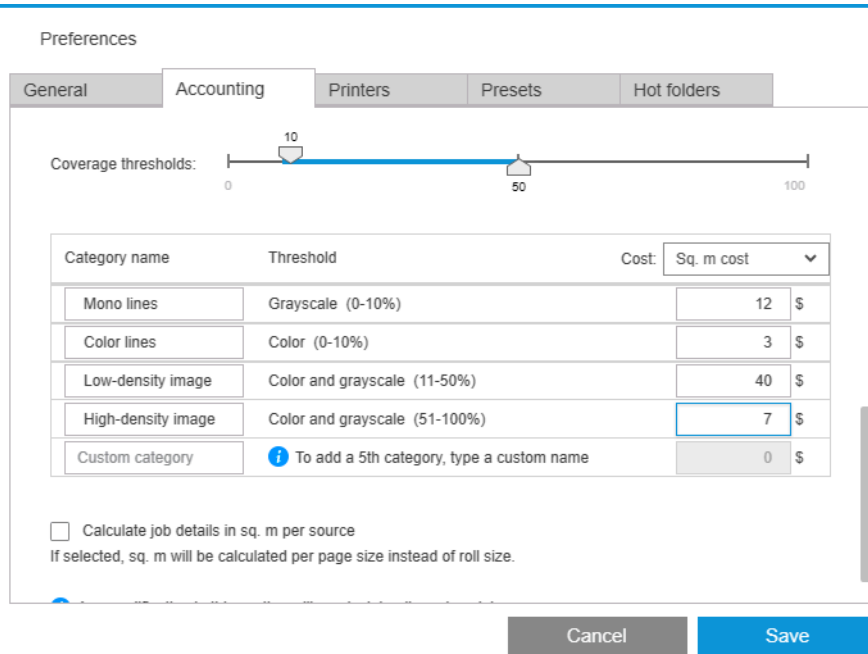 Preferences
General Accounting Printers Presets Hot folders
10
Coverage thresholds:
0 50 100
Category name Threshold Cost: Sq. m cost
Mono lines Grayscale (0-10%) 12 $
Color lines Color (0-10%) 3 $
Low-density image Color and grayscale (11-50%) 40 $
High-density image Color and grayscale (51-100%) 7 $
Custom category i To add a 5th category, type a custom name 0 $
Calculate job details in sq. m per source
If selected, sq. m will be calculated per page size instead of roll size.
Cancel Save